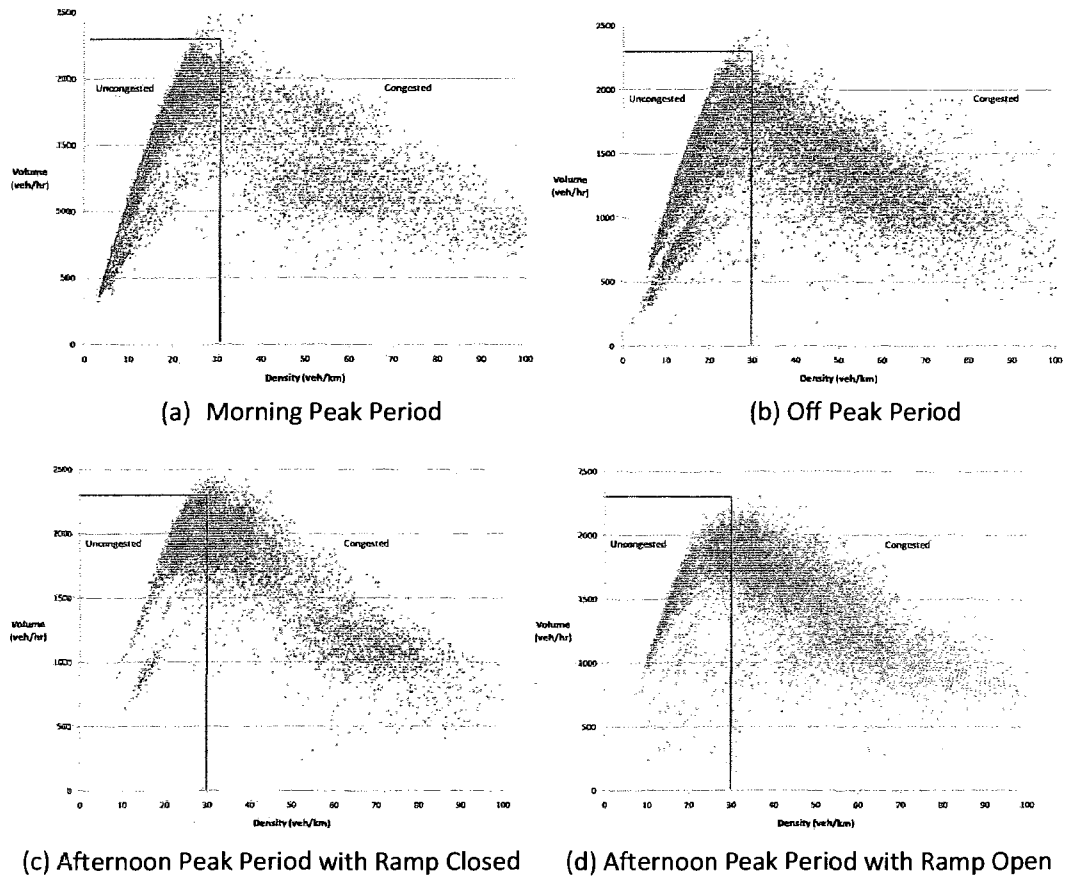 2500
2000
1500
1000
500
0
Volume
(veh/hr)
Uncongested
Congested
0 10 20 30 40 50 60 70 80 90 100
Density (veh/km)
(a) Morning Peak Period
2500
2000
1500
1000
500
0
Volume
(veh/hr)
Uncongested
Congested
0 10 20 30 40 50 60 70 80 90 100
Density (veh/km)
(b) Off Peak Period
2500
2000
1500
1000
500
0
Volume
(veh/hr)
Uncongested
Congested
0 10 20 30 40 50 60 70 80 90 100
Density (veh/km)
(c) Afternoon Peak Period with Ramp Closed
2500
2000
1500
1000
500
0
Volume
(veh/hr)
Uncongested
Congested
0 10 20 30 40 50 60 70 80 90 100
Density (veh/km)
(d) Afternoon Peak Period with Ramp Open